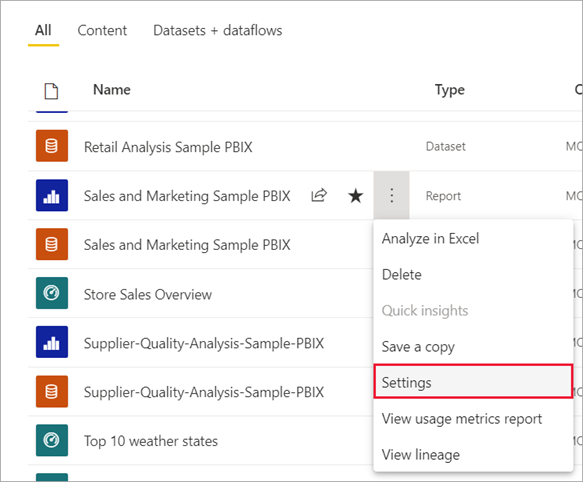 All Content Datasets + dataflows
Name Type
Retail Analysis Sample PBIX Dataset
Sales and Marketing Sample PBIX Report
Analyze in Excel
Sales and Marketing Sample PBIX
Delete
Store Sales Overview
Quick insights
Supplier-Quality-Analysis-Sample-PBIX
Save a copy
Settings
Supplier-Quality-Analysis-Sample-PBIX
View usage metrics report
Top 10 weather states
View lineage